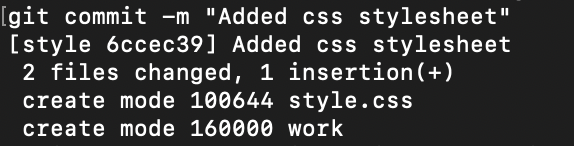 [git commit -m "Added css stylesheet"
[style 6ccec39] Added css stylesheet
 2 files changed, 1 insertion(+)
 create mode 100644 style.css
 create mode 160000 work